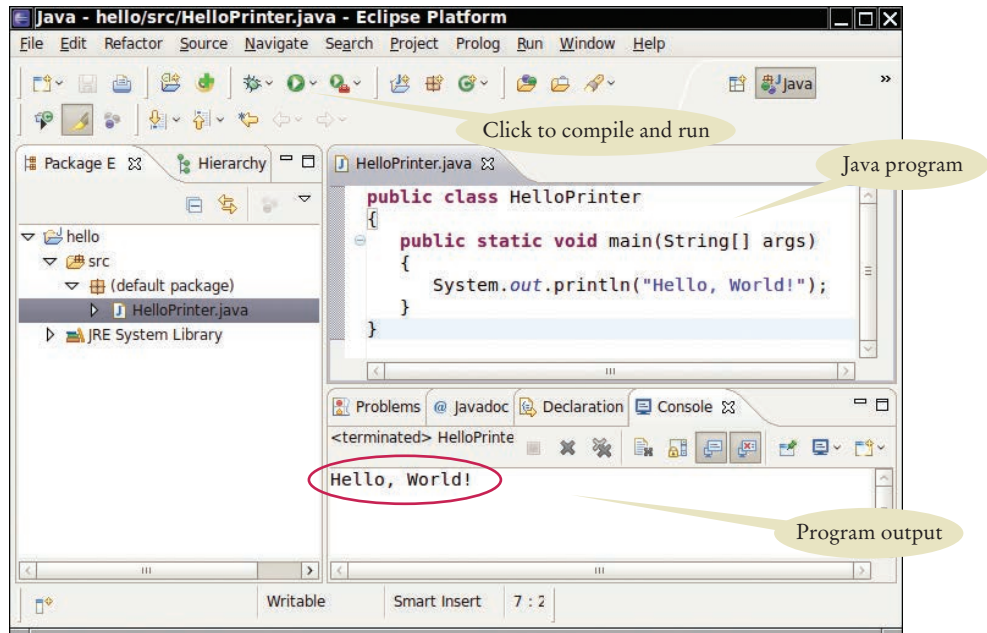 Java - hello/src/HelloPrinter.java - Eclipse Platform
File Edit Refactor Source Navigate Search Project Prolog Run Window Help
Java »
Click to compile and run
Package E Hierarchy
HelloPrinter.java
Java program
hello
src
(default package)
HelloPrinter.java
JRE System Library
public class HelloPrinter
{
public static void main(String[] args)
{
System.out.println("Hello, World!");
}
}
Problems @ Javadoc Declaration Console
<terminated> HelloPrinte
Hello, World!
Program output
Writable Smart Insert 7 : 2